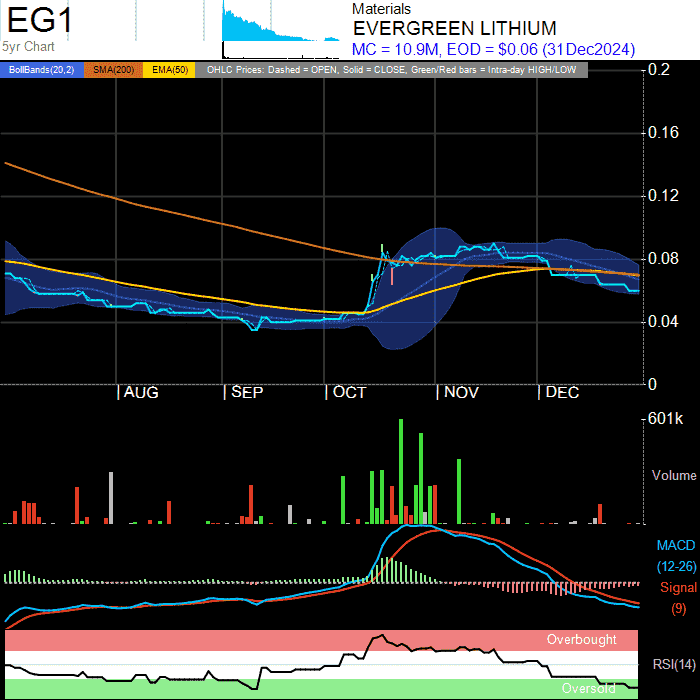 EG1
5yr Chart
Materials
EVERGREEN LITHIUM
MC = 10.9M, EOD = $0.06 (31Dec2024)
BollBands(20,2) SMA(200) EMA(50) OHLC Prices: Dashed = OPEN, Solid = CLOSE, Green/Red bars = Intra-day HIGH/LOW
0.2
0.16
0.12
0.08
0.04
0
AUG SEP OCT NOV DEC
601k
Volume
MACD
(12-26)
Signal
(9)
Overbought
RSI(14)
Oversold